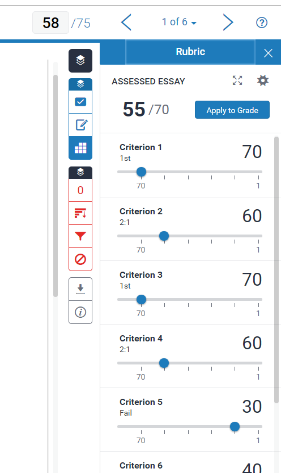 58 /75
1 of 6
?
Rubric
ASSESSED ESSAY
55 /70
Apply to Grade
Criterion 1
1st
70
70
1
Criterion 2
2:1
60
70
1
Criterion 3
1st
70
70
1
Criterion 4
2:1
60
70
1
Criterion 5
Fail
30
70
1
Criterion 6
40
0
i